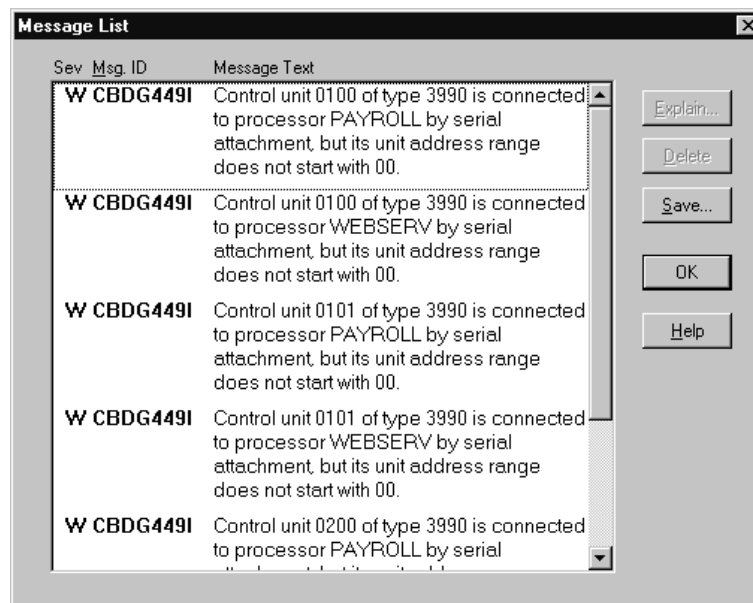 Message List
Sev Msg. ID Message Text
W CBDG449I Control unit 0100 of type 3990 is connected
to processor PAYROLL by serial
attachment, but its unit address range
does not start with 00.
W CBDG449I Control unit 0100 of type 3990 is connected
to processor WEBSERV by serial
attachment, but its unit address range
does not start with 00.
W CBDG449I Control unit 0101 of type 3990 is connected
to processor PAYROLL by serial
attachment, but its unit address range
does not start with 00.
W CBDG449I Control unit 0101 of type 3990 is connected
to processor WEBSERV by serial
attachment, but its unit address range
does not start with 00.
W CBDG449I Control unit 0200 of type 3990 is connected
to processor PAYROLL by serial
Explain...
Delete
Save...
OK
Help